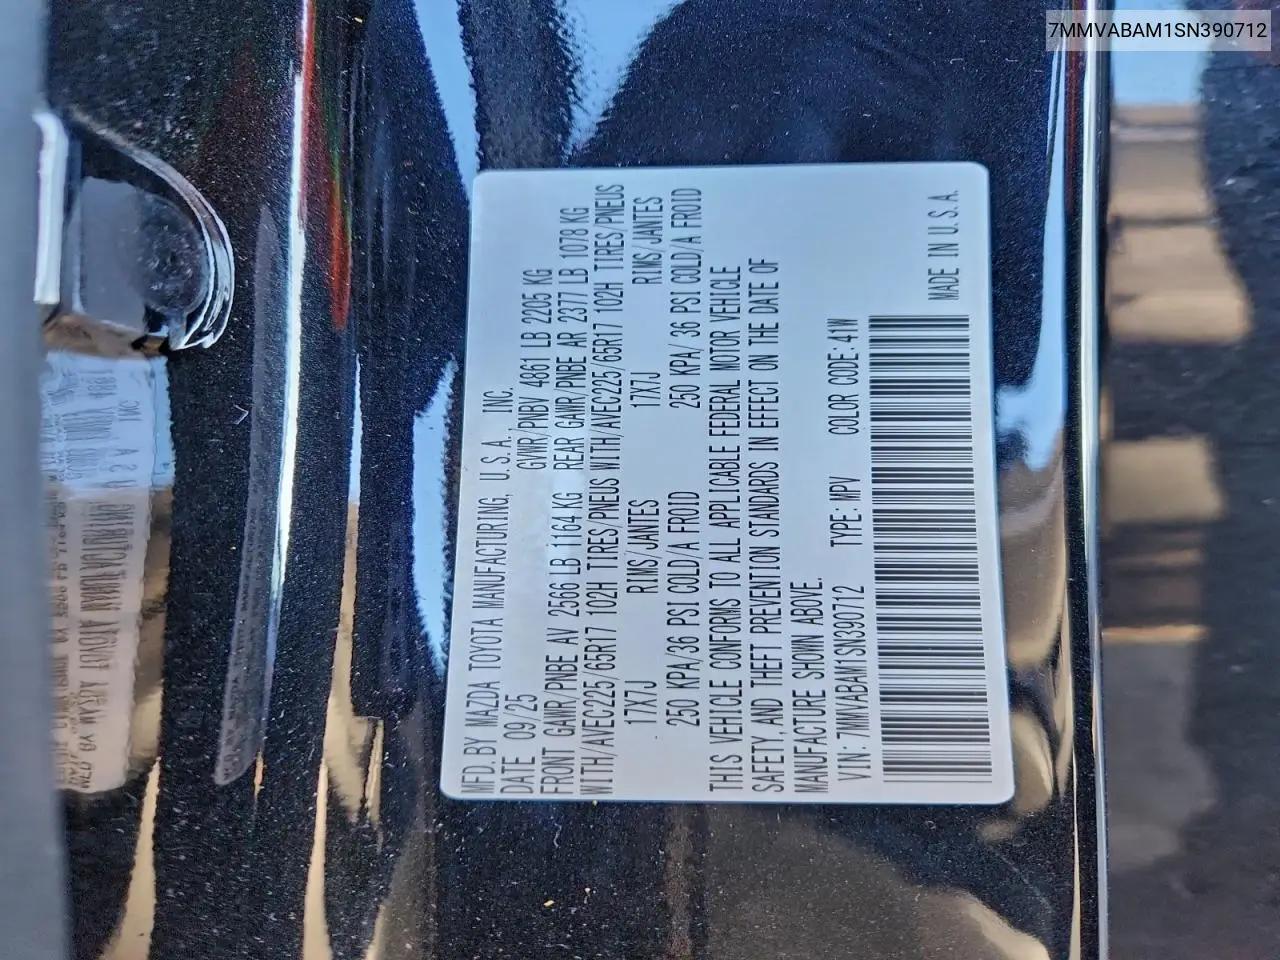 7MMVABAM1SN390712
MFD. BY MAZDA TOYOTA MANUFACTURING, U.S.A., INC.
DATE 09/25 GVWR/PNBV 4861 LB 2205 KG
FRONT GAWR/PNBE AV 2566 LB 1164 KG REAR GAWR/PNBE AR 2377 LB 1078 KG
WITH/AVEC225/65R17 102H TIRES/PNEUS WITH/AVEC225/65R17 102H TIRES/PNEUS
17X7J RIMS/JANTES 17X7J RIMS/JANTES
250 KPA/36 PSI COLD/A FROID 250 KPA/ 36 PSI COLD/A FROID
THIS VEHICLE CONFORMS TO ALL APPLICABLE FEDERAL MOTOR VEHICLE
SAFETY, AND THEFT PREVENTION STANDARDS IN EFFECT ON THE DATE OF
MANUFACTURE SHOWN ABOVE.
VIN: 7MMVABAM1SN390712 TYPE: MPV COLOR CODE: 41W
MADE IN U.S.A.